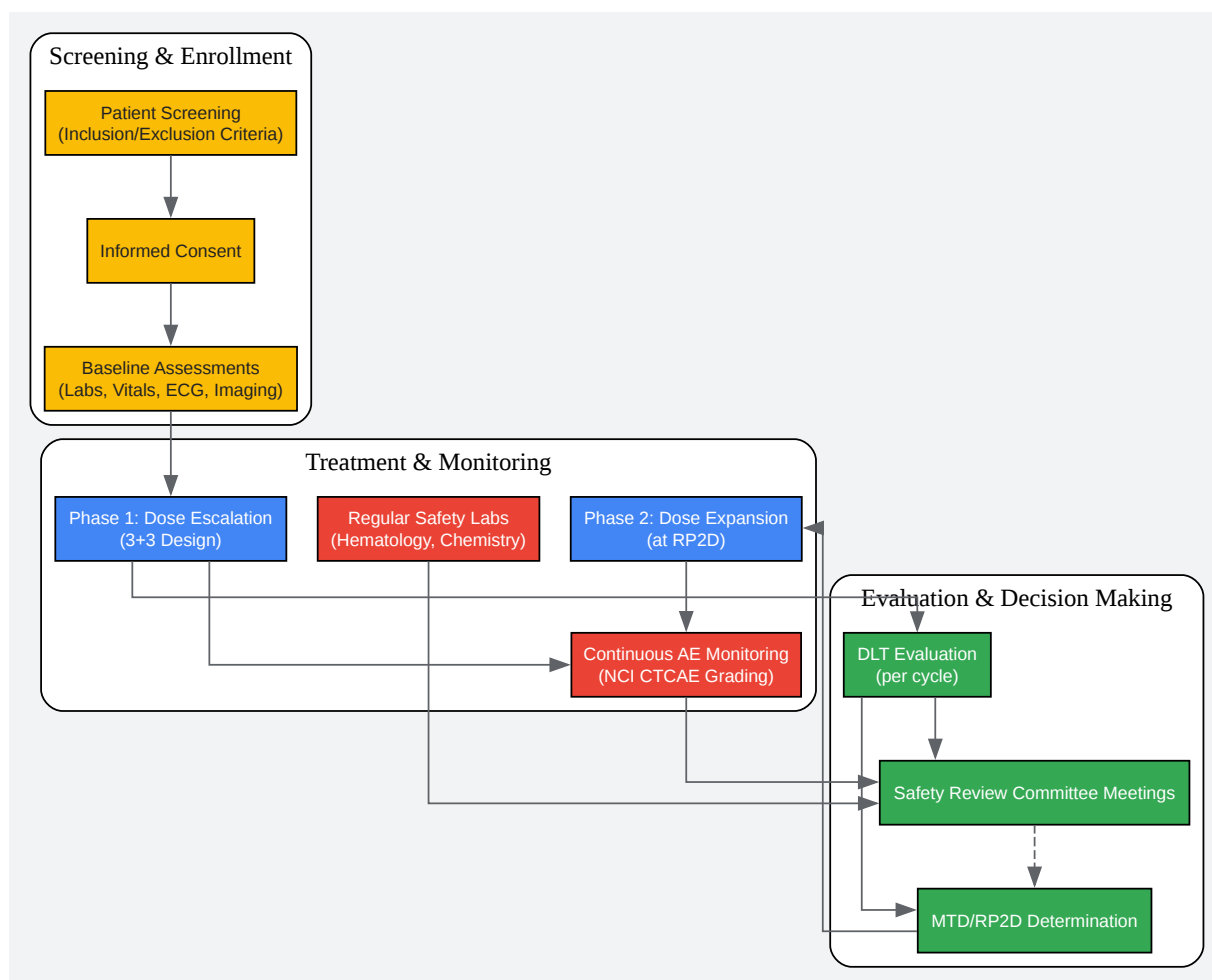 Screening & Enrollment
Patient Screening
(Inclusion/Exclusion Criteria)
Informed Consent
Baseline Assessments
(Labs, Vitals, ECG, Imaging)
Treatment & Monitoring
Phase 1: Dose Escalation
(3+3 Design)
Regular Safety Labs
(Hematology, Chemistry)
Phase 2: Dose Expansion
(at RP2D)
Continuous AE Monitoring
(NCI CTCAE Grading)
Evaluation & Decision Making
DLT Evaluation
(per cycle)
Safety Review Committee Meetings
MTD/RP2D Determination